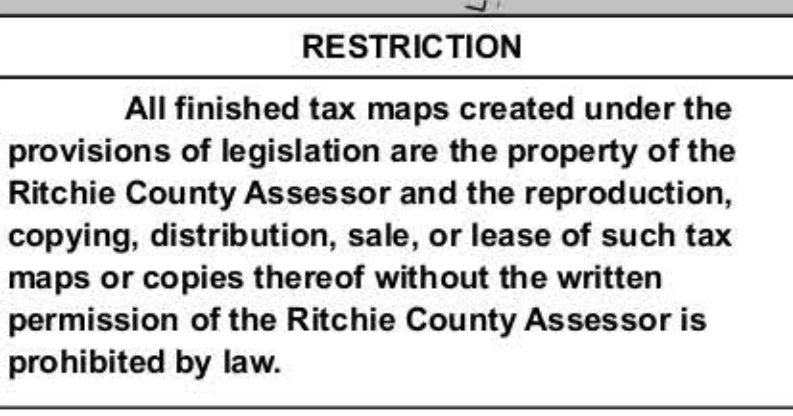 RESTRICTION
All finished tax maps created under the
provisions of legislation are the property of the
Ritchie County Assessor and the reproduction,
copying, distribution, sale, or lease of such tax
maps or copies thereof without the written
permission of the Ritchie County Assessor is
prohibited by law.